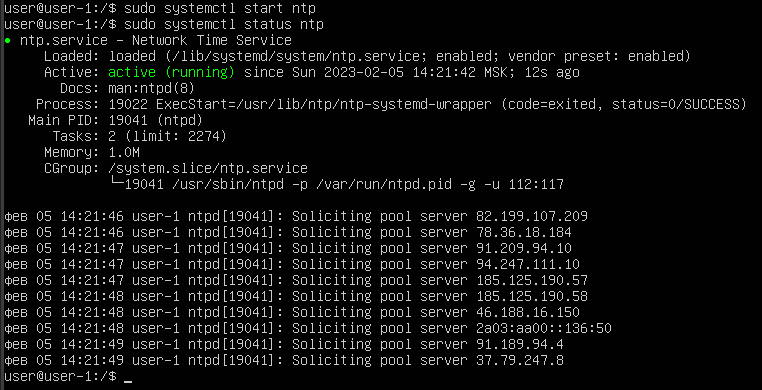 user@user-1:/$ sudo systemctl start ntp
user@user-1:/$ sudo systemctl status ntp
● ntp.service - Network Time Service
     Loaded: loaded (/lib/systemd/system/ntp.service; enabled; vendor preset: enabled)
     Active: active (running) since Sun 2023-02-05 14:21:42 MSK; 12s ago
       Docs: man:ntpd(8)
    Process: 19022 ExecStart=/usr/lib/ntp/ntp-systemd-wrapper (code=exited, status=0/SUCCESS)
   Main PID: 19041 (ntpd)
      Tasks: 2 (limit: 2274)
     Memory: 1.0M
     CGroup: /system.slice/ntp.service
             └─19041 /usr/sbin/ntpd -p /var/run/ntpd.pid -g -u 112:117

фев 05 14:21:46 user-1 ntpd[19041]: Soliciting pool server 82.199.107.209
фев 05 14:21:46 user-1 ntpd[19041]: Soliciting pool server 78.36.18.184
фев 05 14:21:47 user-1 ntpd[19041]: Soliciting pool server 91.209.94.10
фев 05 14:21:47 user-1 ntpd[19041]: Soliciting pool server 94.247.111.10
фев 05 14:21:47 user-1 ntpd[19041]: Soliciting pool server 185.125.190.57
фев 05 14:21:48 user-1 ntpd[19041]: Soliciting pool server 185.125.190.58
фев 05 14:21:48 user-1 ntpd[19041]: Soliciting pool server 46.188.16.150
фев 05 14:21:48 user-1 ntpd[19041]: Soliciting pool server 2a03:aa00::136:50
фев 05 14:21:49 user-1 ntpd[19041]: Soliciting pool server 91.189.94.4
фев 05 14:21:49 user-1 ntpd[19041]: Soliciting pool server 37.79.247.8
user@user-1:/$ _